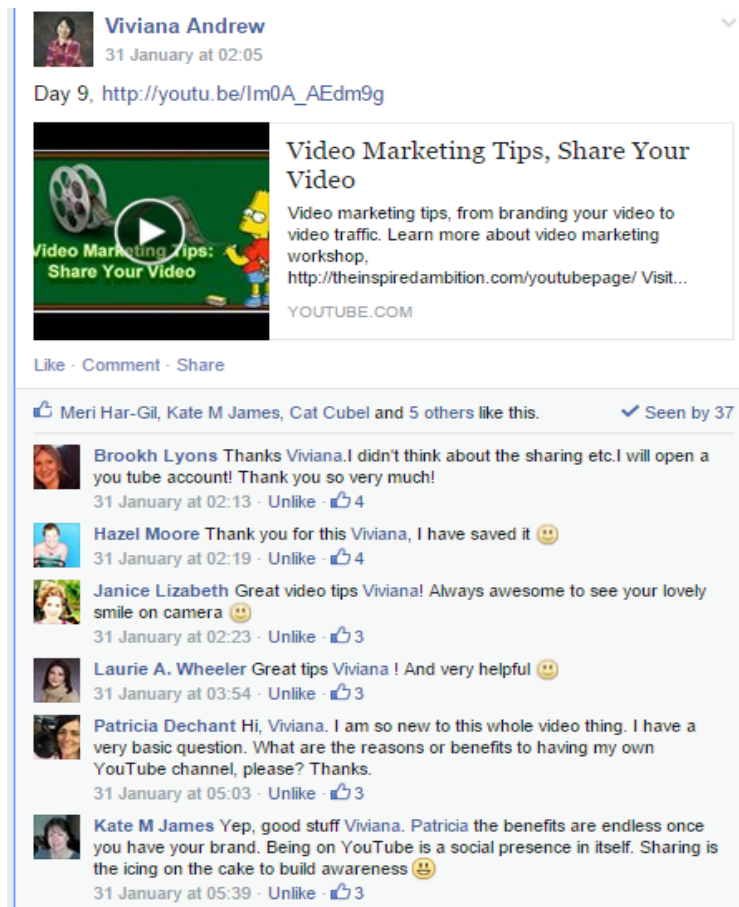 Viviana Andrew
31 January at 02:05
Day 9, http://youtu.be/Im0A_AEdm9g
Video Marketing Tips:
Share Your Video
Video Marketing Tips, Share Your
Video
Video marketing tips, from branding your video to
video traffic. Learn more about video marketing
workshop,
http://theinspiredambition.com/youtubepage/ Visit...
YOUTUBE.COM
Like · Comment · Share
Meri Har-Gil, Kate M James, Cat Cubel and 5 others like this. Seen by 37
Brookh Lyons Thanks Viviana.I didn't think about the sharing etc.I will open a
you tube account! Thank you so very much!
31 January at 02:13 · Unlike · 4
Hazel Moore Thank you for this Viviana, I have saved it
31 January at 02:19 · Unlike · 4
Janice Lizabeth Great video tips Viviana! Always awesome to see your lovely
smile on camera
31 January at 02:23 · Unlike · 3
Laurie A. Wheeler Great tips Viviana ! And very helpful
31 January at 03:54 · Unlike · 3
Patricia Dechant Hi, Viviana. I am so new to this whole video thing. I have a
very basic question. What are the reasons or benefits to having my own
YouTube channel, please? Thanks.
31 January at 05:03 · Unlike · 3
Kate M James Yep, good stuff Viviana. Patricia the benefits are endless once
you have your brand. Being on YouTube is a social presence in itself. Sharing is
the icing on the cake to build awareness
31 January at 05:39 · Unlike · 3